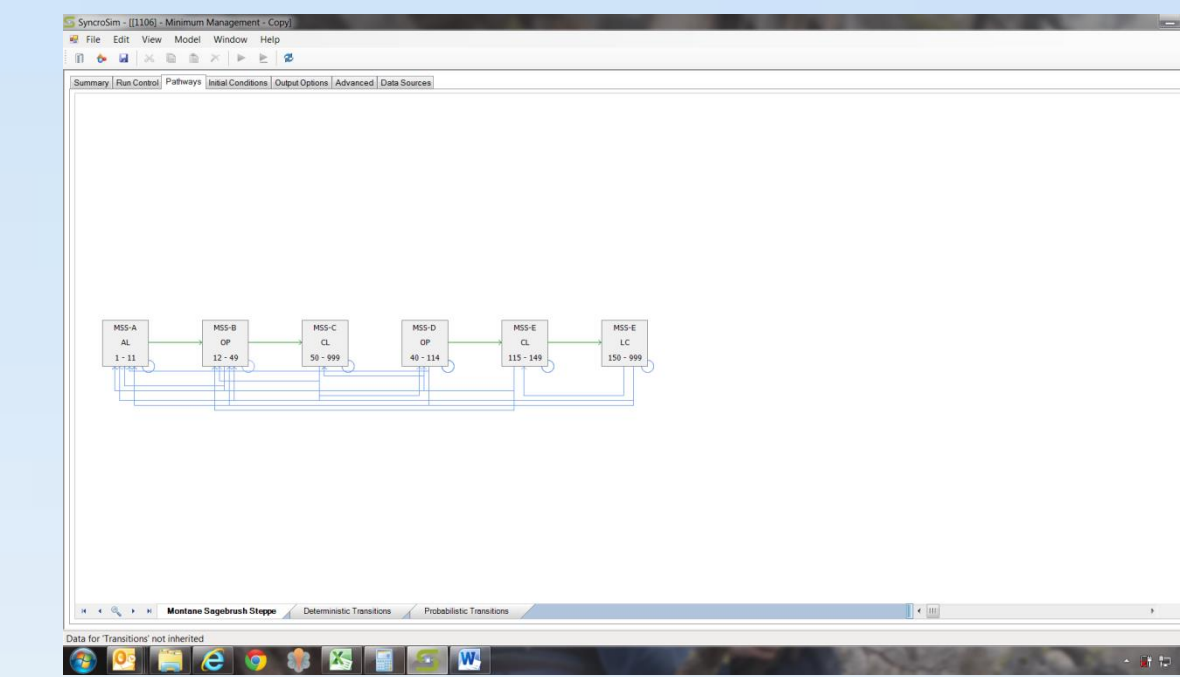 SyncroSim - [[1106] - Minimum Management - Copy]
File Edit View Model Window Help
Summary Run Control Pathways Initial Conditions Output Options Advanced Data Sources
MSS-A MSS-B MSS-C MSS-D MSS-E MSS-E
AL OP CL OP CL LC
1 - 11 12 - 49 50 - 999 40 - 114 115 - 149 150 - 999
Montane Sagebrush Steppe Deterministic Transitions Probabilistic Transitions
Data for 'Transitions' not inherited